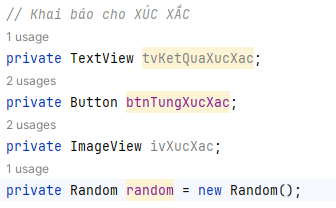 // Khai báo cho XÚC XẮC
1 usage
private TextView tvKetQuaXucXac;
2 usages
private Button btnTungXucXac;
2 usages
private ImageView ivXucXac;
1 usage
private Random random = new Random();